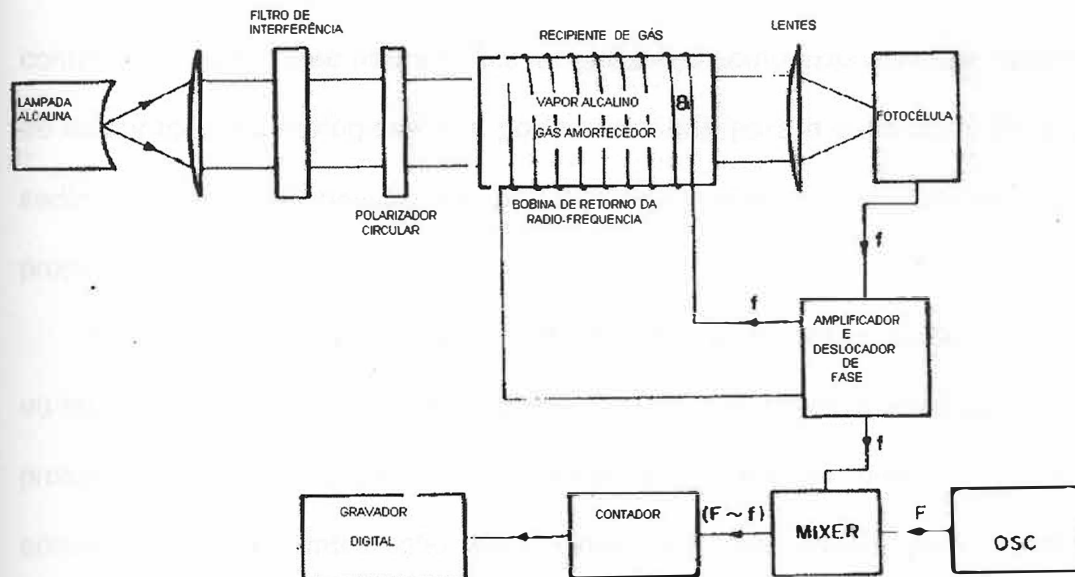 FILTRO DE
INTERFERÊNCIA
RECIPIENTE DE GÁS
LENTES
LAMPADA
ALCALINA
VAPOR ALCALINO
GÁS AMORTECEDOR
a
FOTOCÉLULA
POLARIZADOR
CIRCULAR
BOBINA DE RETORNO DA
RADIO-FREQUENCIA
f
f
AMPLIFICADOR
E
DESLOCADOR
DE
FASE
f
GRAVADOR
DIGITAL
CONTADOR
(F ~ f)
MIXER
F
OSC